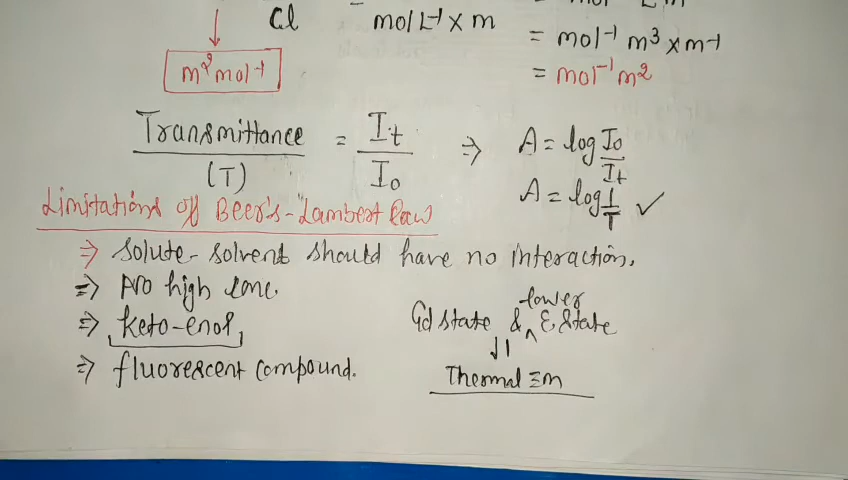 Cl
mol L⁻¹ × m
= mol⁻¹ m³ × m⁻¹
= mol⁻¹ m²
m² mol⁻¹
Transmittance (T) = It/I0 ⇒ A = log I0/It
A = log 1/T ✓
Limitations of Beer's-Lambert law
⇒ solute-solvent should have no interaction.
⇒ No high conc.
⇒ keto-enol
Gd state & lower E state
⇒ fluorescent compound.
Thermal Ξm